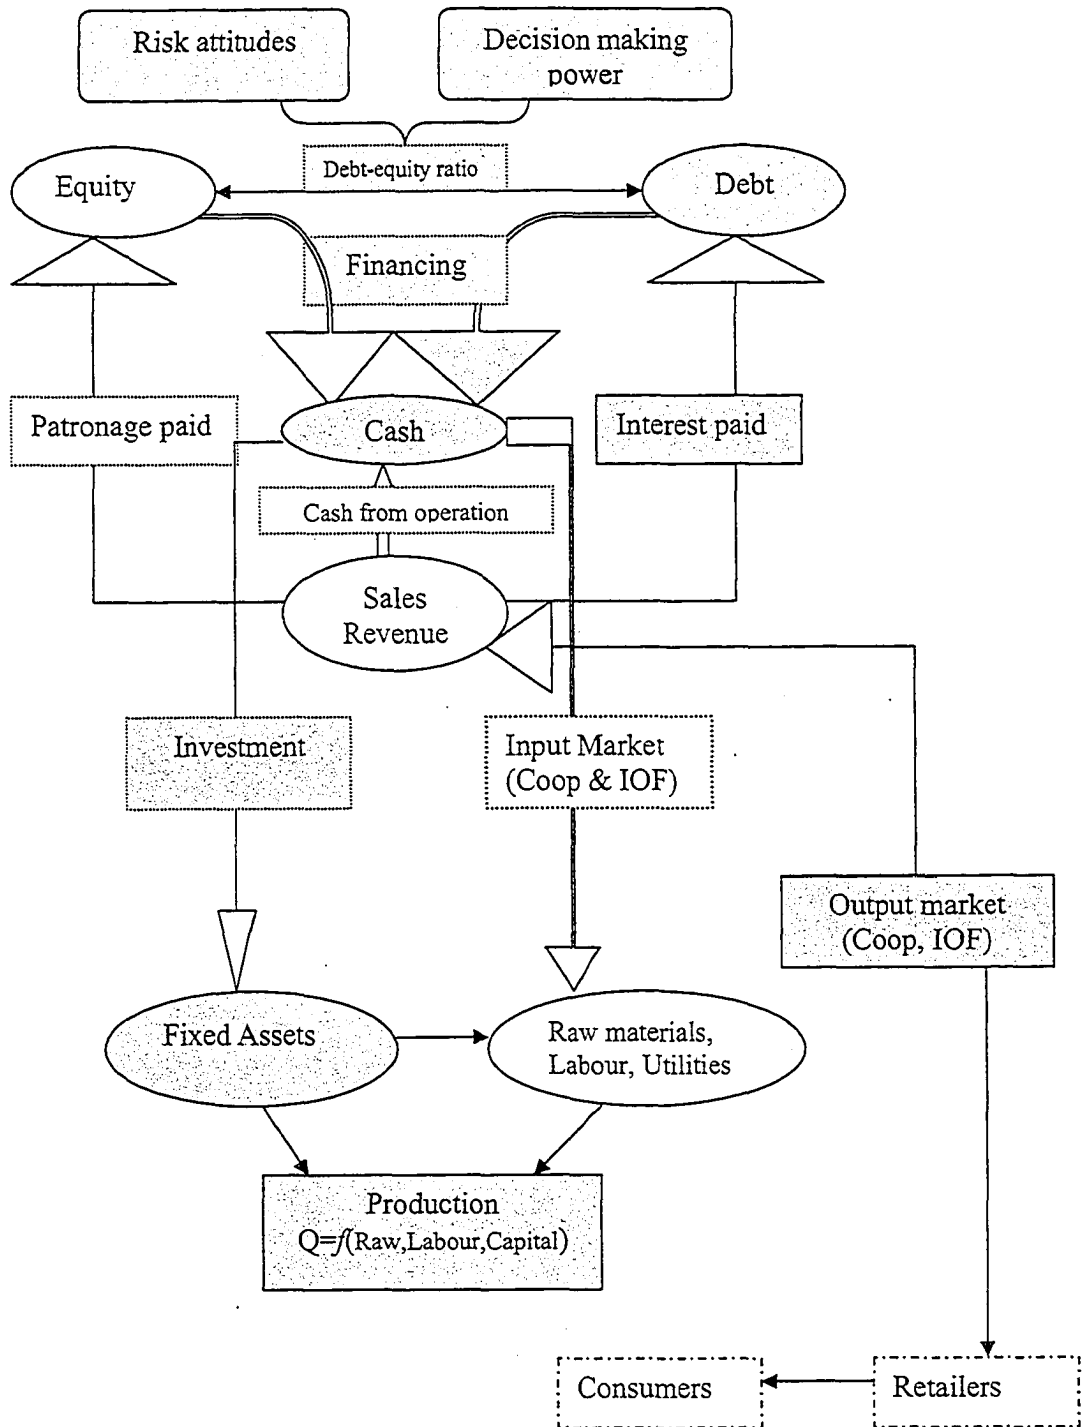 Risk attitudes
Decision making
power
Debt-equity ratio
Equity
Debt
Financing
Patronage paid
Cash
Interest paid
Cash from operation
Sales
Revenue
Investment
Input Market
(Coop & IOF)
Output market
(Coop, IOF)
Fixed Assets
Raw materials,
Labour, Utilities
Production
Q=f(Raw,Labour,Capital)
Consumers
Retailers